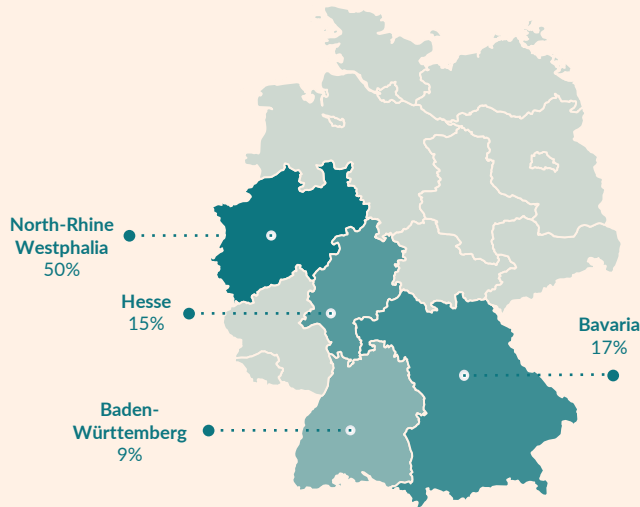 North-Rhine
Westphalia
50%
Hesse
15%
Bavaria
17%
Baden-
Württemberg
9%